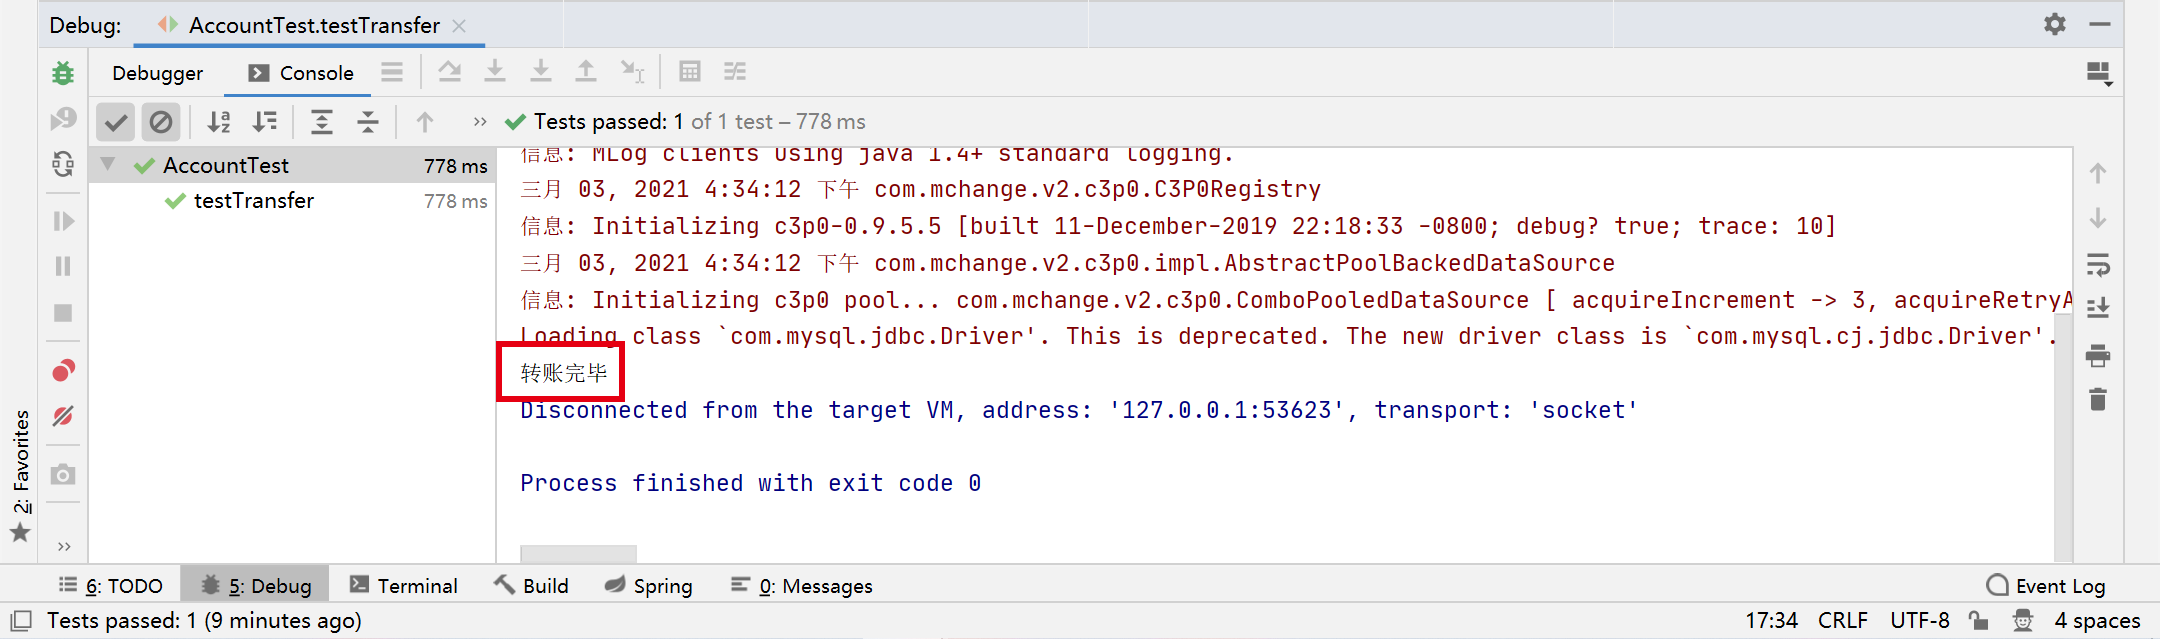 Debug: AccountTest.testTransfer
Debugger Console
Tests passed: 1 of 1 test – 778 ms
AccountTest 778 ms
testTransfer 778 ms
信息: MLog clients using java 1.4+ standard logging.
三月 03, 2021 4:34:12 下午 com.mchange.v2.c3p0.C3P0Registry
信息: Initializing c3p0-0.9.5.5 [built 11-December-2019 22:18:33 -0800; debug? true; trace: 10]
三月 03, 2021 4:34:12 下午 com.mchange.v2.c3p0.impl.AbstractPoolBackedDataSource
信息: Initializing c3p0 pool... com.mchange.v2.c3p0.ComboPooledDataSource [ acquireIncrement -> 3, acquireRetryA
Loading class `com.mysql.jdbc.Driver'. This is deprecated. The new driver class is `com.mysql.cj.jdbc.Driver'.
转账完毕
Disconnected from the target VM, address: '127.0.0.1:53623', transport: 'socket'
Process finished with exit code 0
2: Favorites
6: TODO 5: Debug Terminal Build Spring 0: Messages Event Log
Tests passed: 1 (9 minutes ago) 17:34 CRLF UTF-8 4 spaces